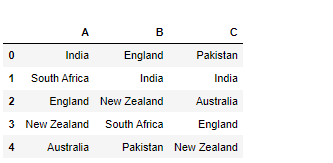 A B C
0 India England Pakistan
1 South Africa India India
2 England New Zealand Australia
3 New Zealand South Africa England
4 Australia Pakistan New Zealand